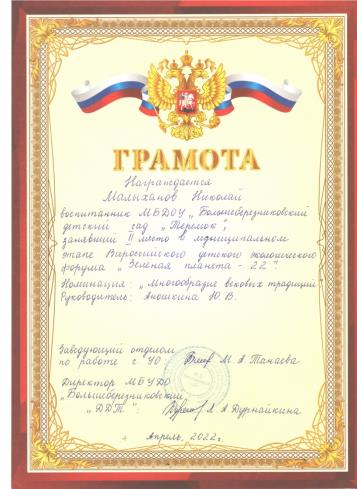 ГРАМОТА
Награждается
Малыханов Николай
воспитанник МБДОУ „Большеберезниковский
детский сад „Теремок",
занявший II место в муниципальном
этапе Всероссийского детского экологического
форума „Зеленая планета - 22".
Номинация: „Многообразие вековых традиций"
Руководитель: Аношкина Ю. В.
Заведующий отделом
по работе с УО: М. А Танаева
Директор МБУДО
„Большеберезниковский
„ДДТ" Л А Дурнайкина
Апрель, 2022г.